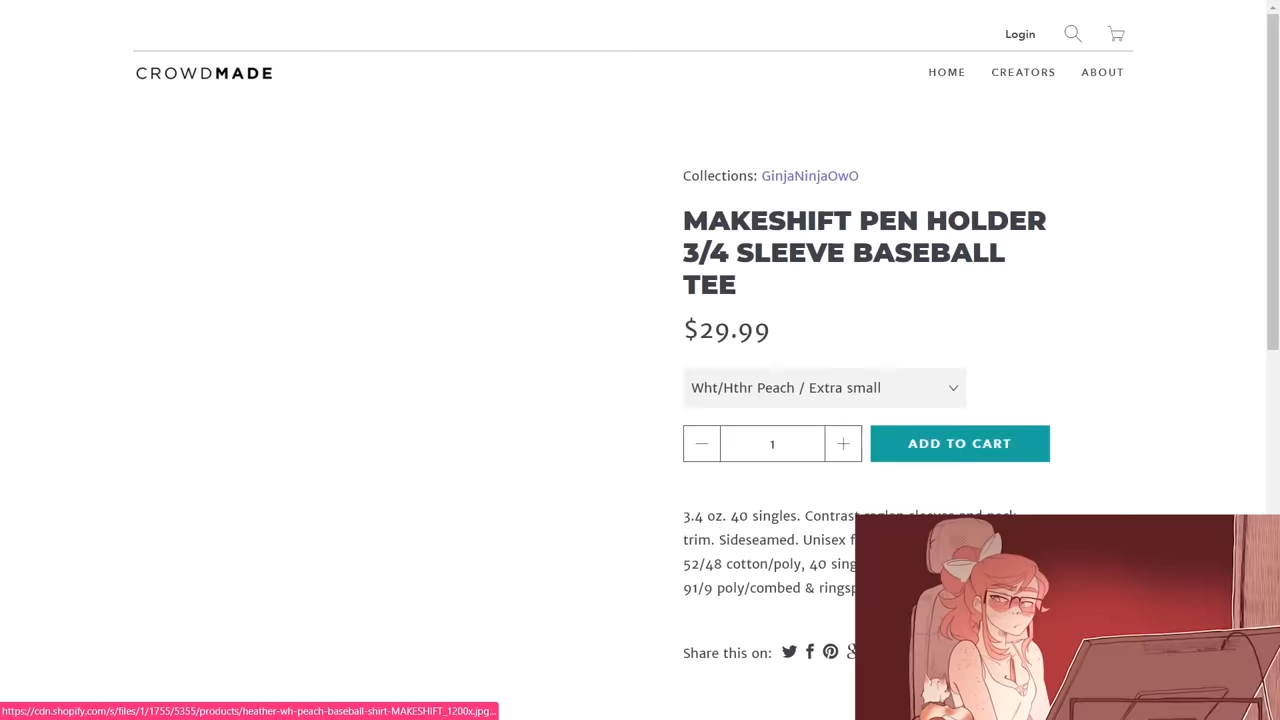 Login
CROWDMADE
HOME CREATORS ABOUT
Collections: GinjaNinjaOwO
MAKESHIFT PEN HOLDER
3/4 SLEEVE BASEBALL
TEE
$29.99
Wht/Hthr Peach / Extra small
1
ADD TO CART
3.4 oz. 40 singles. Contrast raglan sleeves and neck
trim. Sideseamed. Unisex f
52/48 cotton/poly, 40 sing
91/9 poly/combed & ringsp
Share this on:
https://cdn.shopify.com/s/files/1/1755/5355/products/heather-wh-peach-baseball-shirt-MAKESHIFT_1200x.jpg...